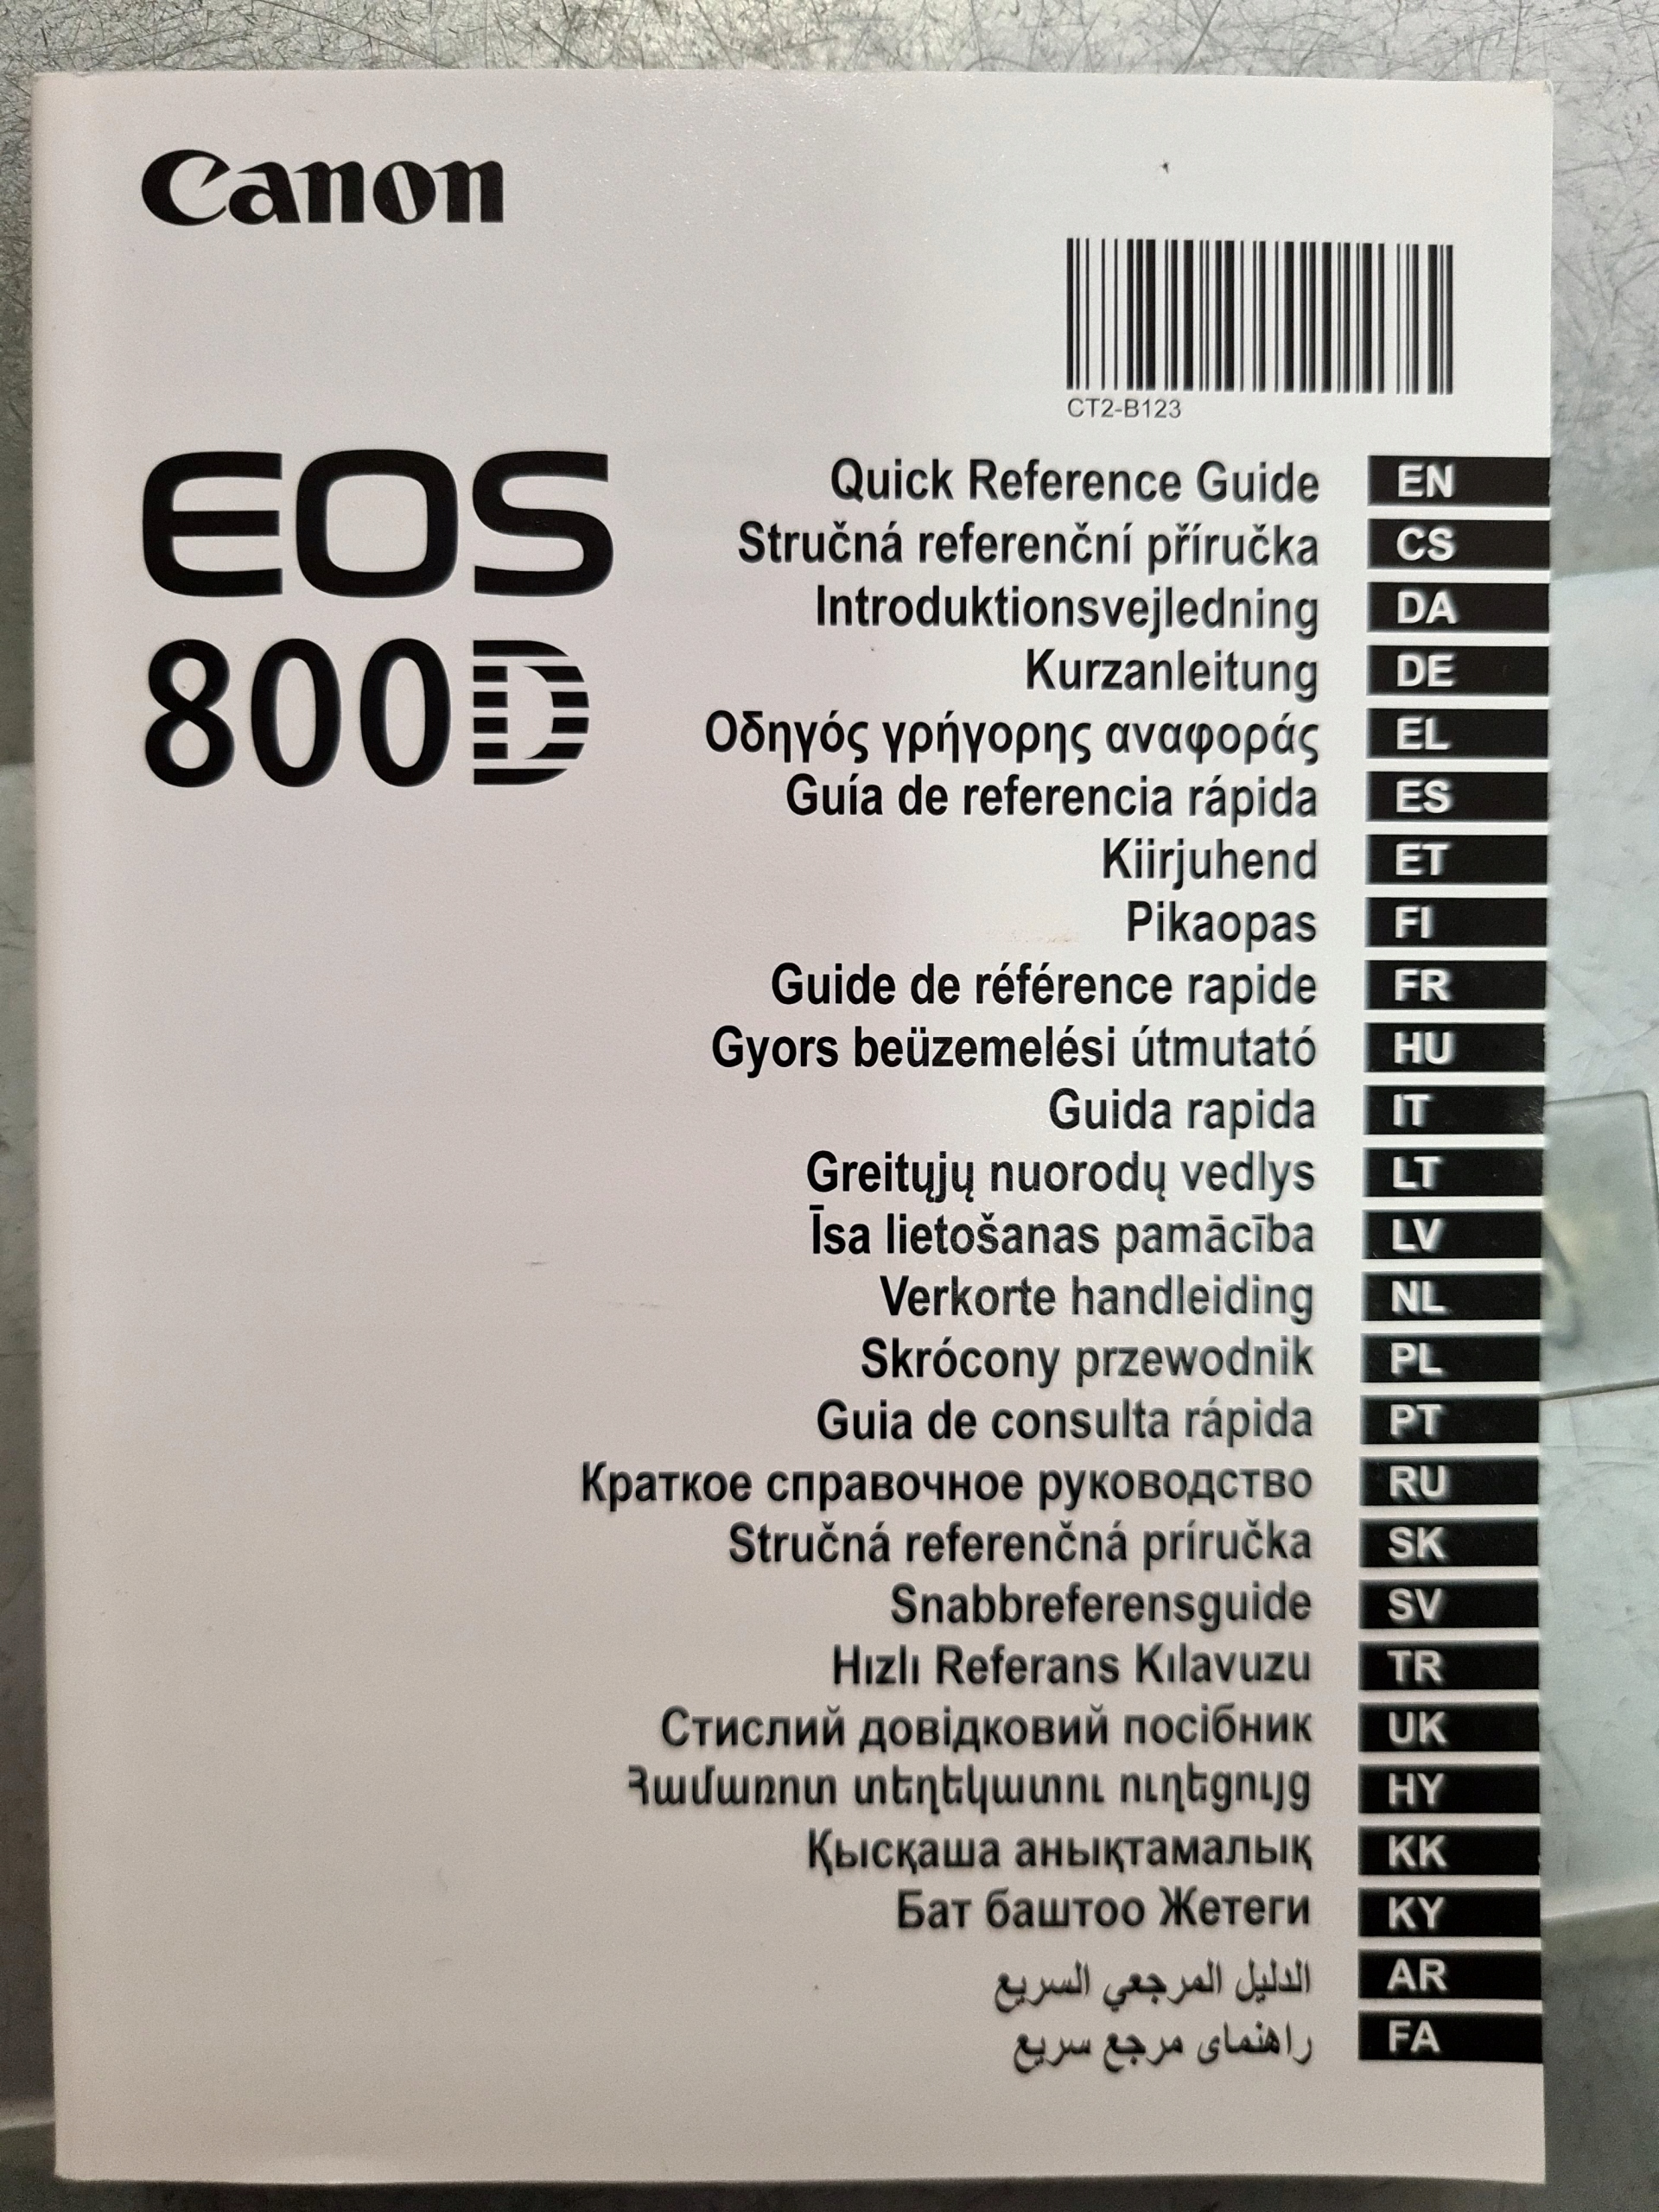 Canon
CT2-B123
EOS
800D
Quick Reference Guide EN
Stručná referenční příručka CS
Introduktionsvejledning DA
Kurzanleitung DE
Οδηγός γρήγορης αναφοράς EL
Guía de referencia rápida ES
Kiirjuhend ET
Pikaopas FI
Guide de référence rapide FR
Gyors beüzemelési útmutató HU
Guida rapida IT
Greitųjų nuorodų vedlys LT
Īsa lietošanas pamācība LV
Verkorte handleiding NL
Skrócony przewodnik PL
Guia de consulta rápida PT
Краткое справочное руководство RU
Stručná referenčná príručka SK
Snabbreferensguide SV
Hızlı Referans Kılavuzu TR
Стислий довідковий посібник UK
Համառոտ տեղեկատու ուղեցույց HY
Қысқаша анықтамалық KK
Бат баштоо Жетеги KY
الدليل المرجعي السريع AR
راهنمای مرجع سریع FA